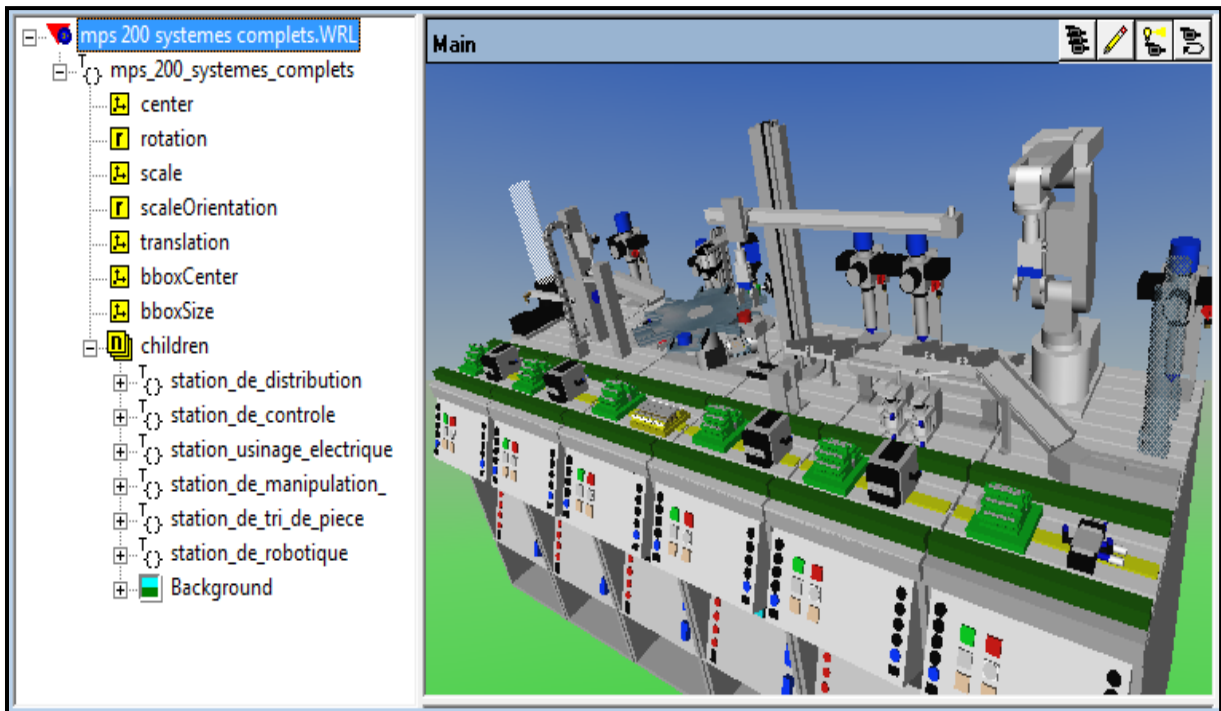 mps 200 systemes complets.WRL
mps_200_systemes_complets
center
rotation
scale
scaleOrientation
translation
bboxCenter
bboxSize
children
station_de_distribution
station_de_controle
station_usinage_electrique
station_de_manipulation_
station_de_tri_de_piece
station_de_robotique
Background
Main